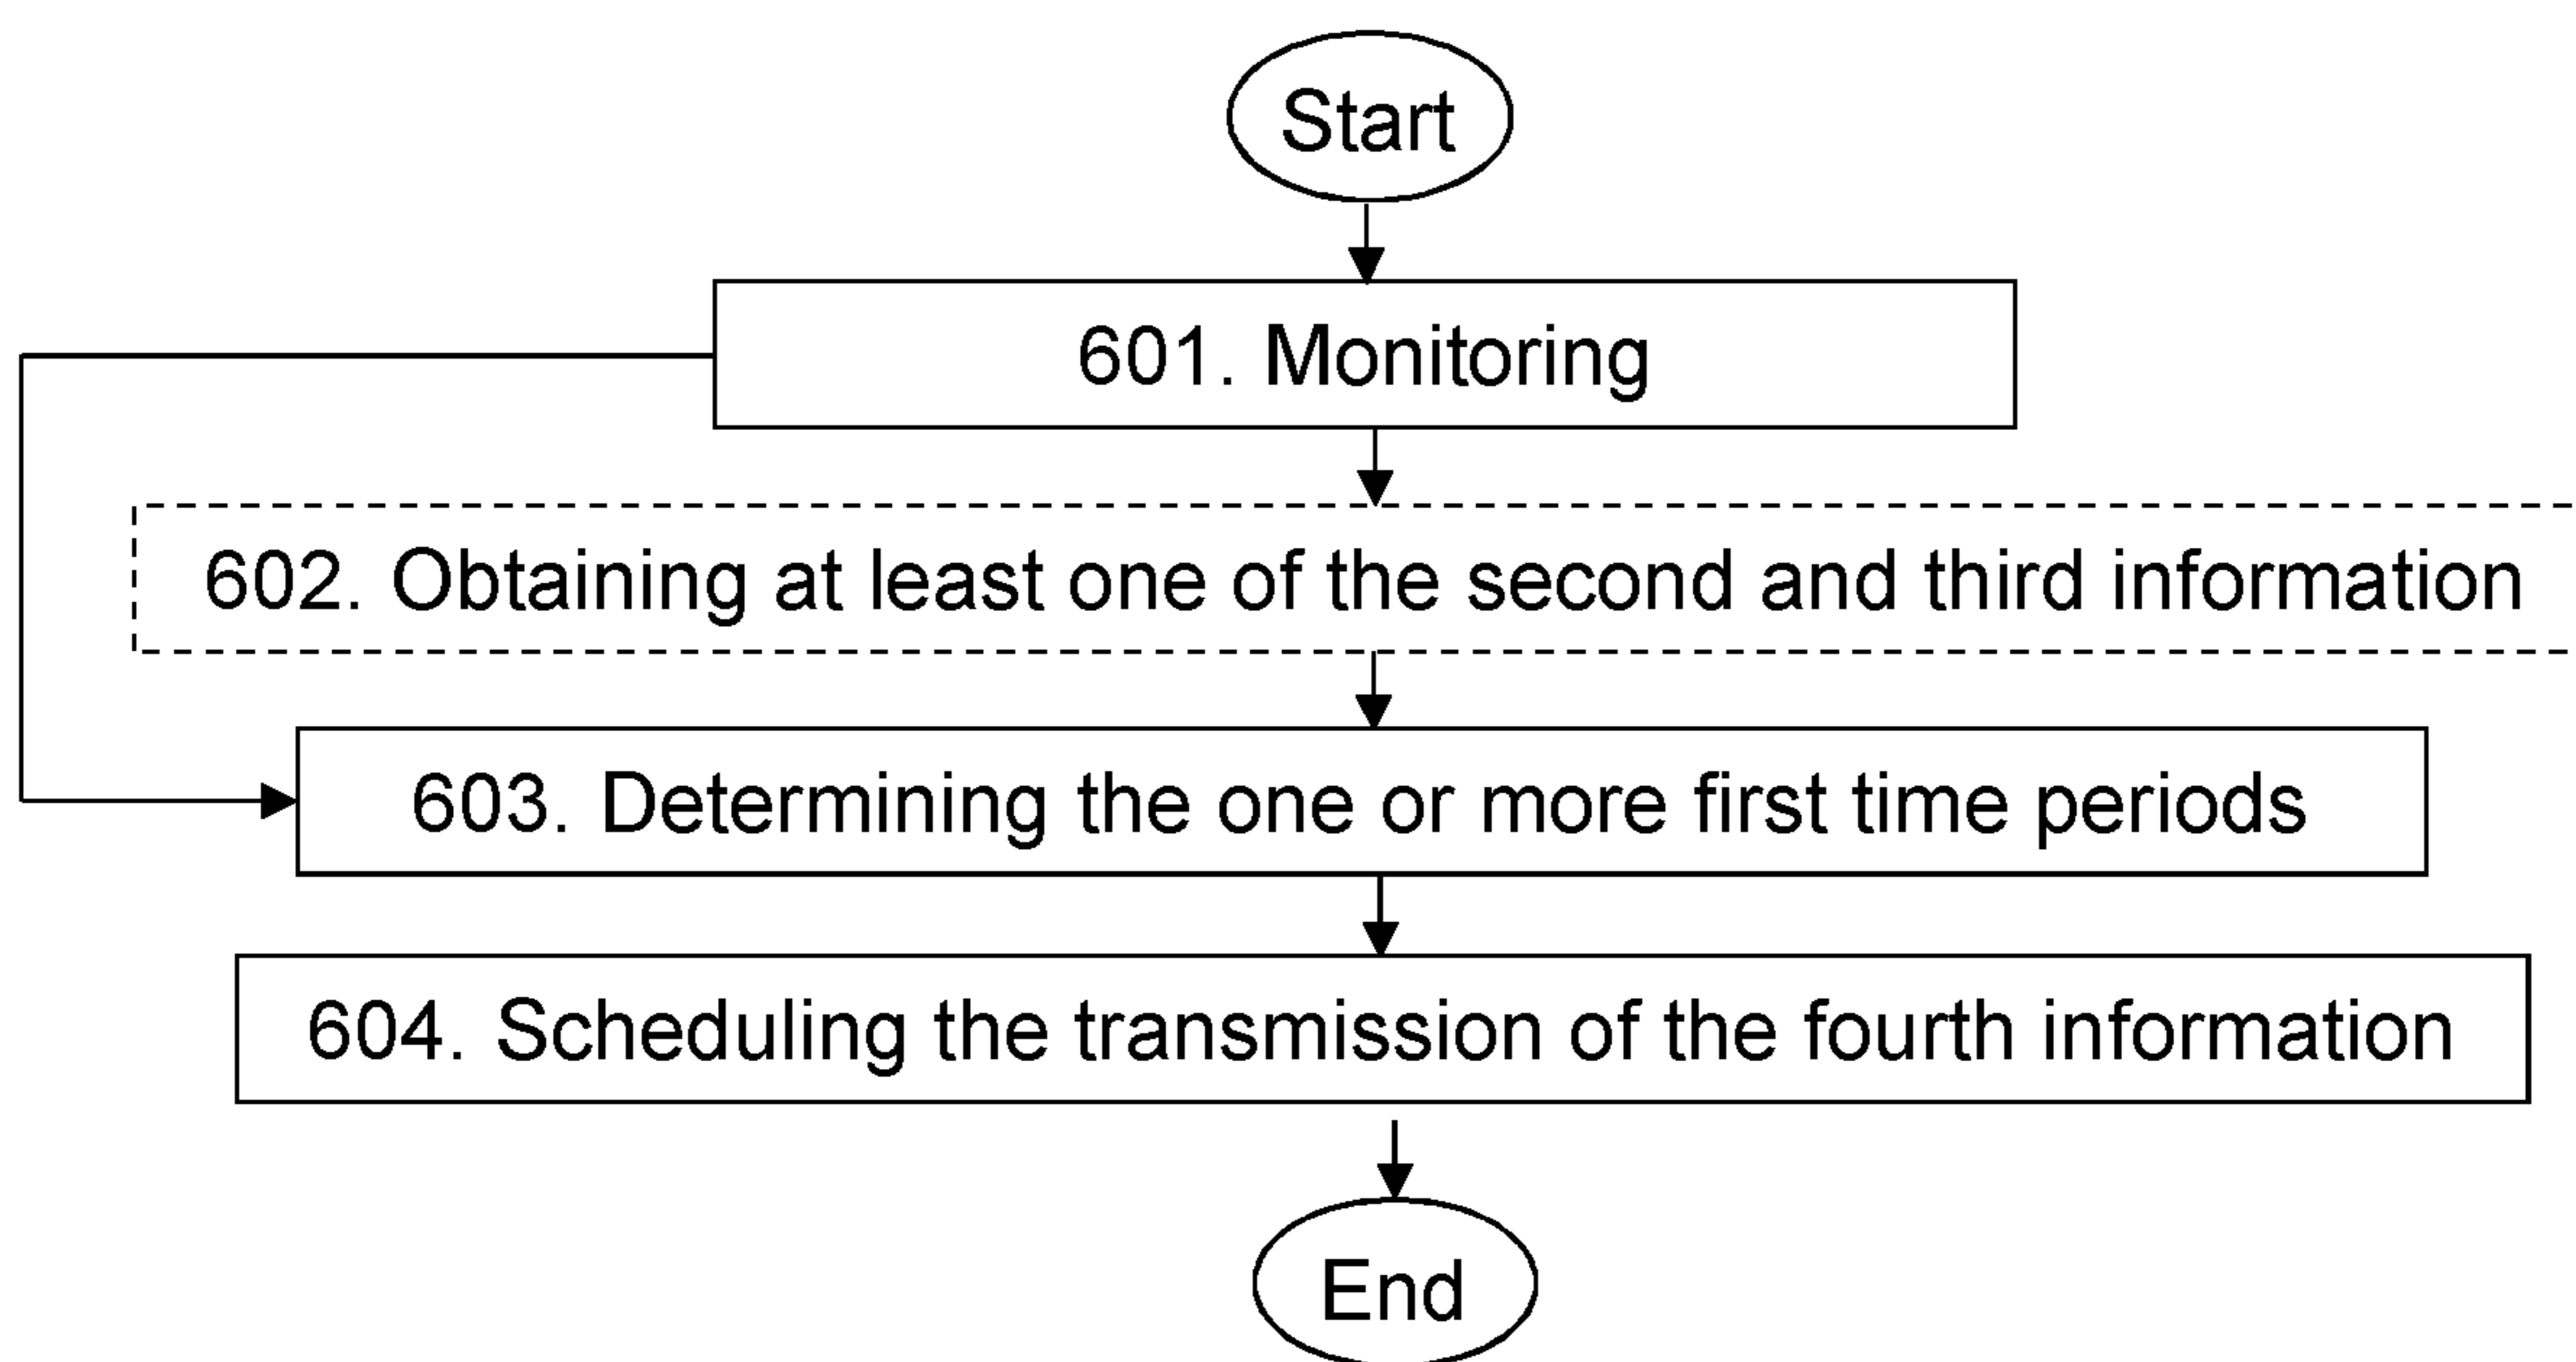 Start
601. Monitoring
602. Obtaining at least one of the second and third information
603. Determining the one or more first time periods
604. Scheduling the transmission of the fourth information
End